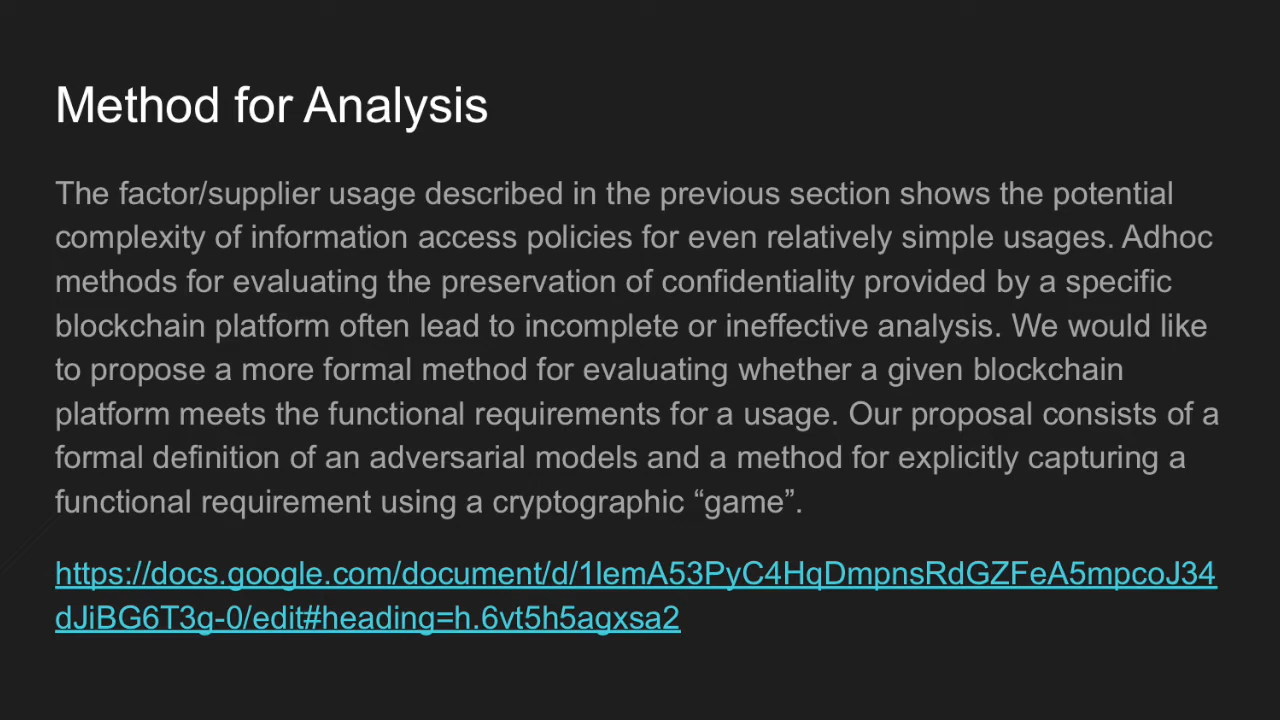 Method for Analysis
The factor/supplier usage described in the previous section shows the potential
complexity of information access policies for even relatively simple usages. Adhoc
methods for evaluating the preservation of confidentiality provided by a specific
blockchain platform often lead to incomplete or ineffective analysis. We would like
to propose a more formal method for evaluating whether a given blockchain
platform meets the functional requirements for a usage. Our proposal consists of a
formal definition of an adversarial models and a method for explicitly capturing a
functional requirement using a cryptographic “game”.
https://docs.google.com/document/d/1lemA53PyC4HqDmpnsRdGZFeA5mpcoJ34
dJiBG6T3g-0/edit#heading=h.6vt5h5agxsa2